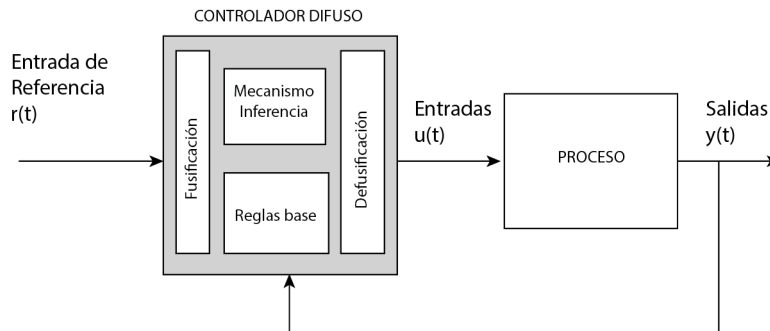 CONTROLADOR DIFUSO
Entrada de
Referencia
r(t)
Fusificación
Mecanismo
Inferencia
Reglas base
Defusificación
Entradas
u(t)
PROCESO
Salidas
y(t)